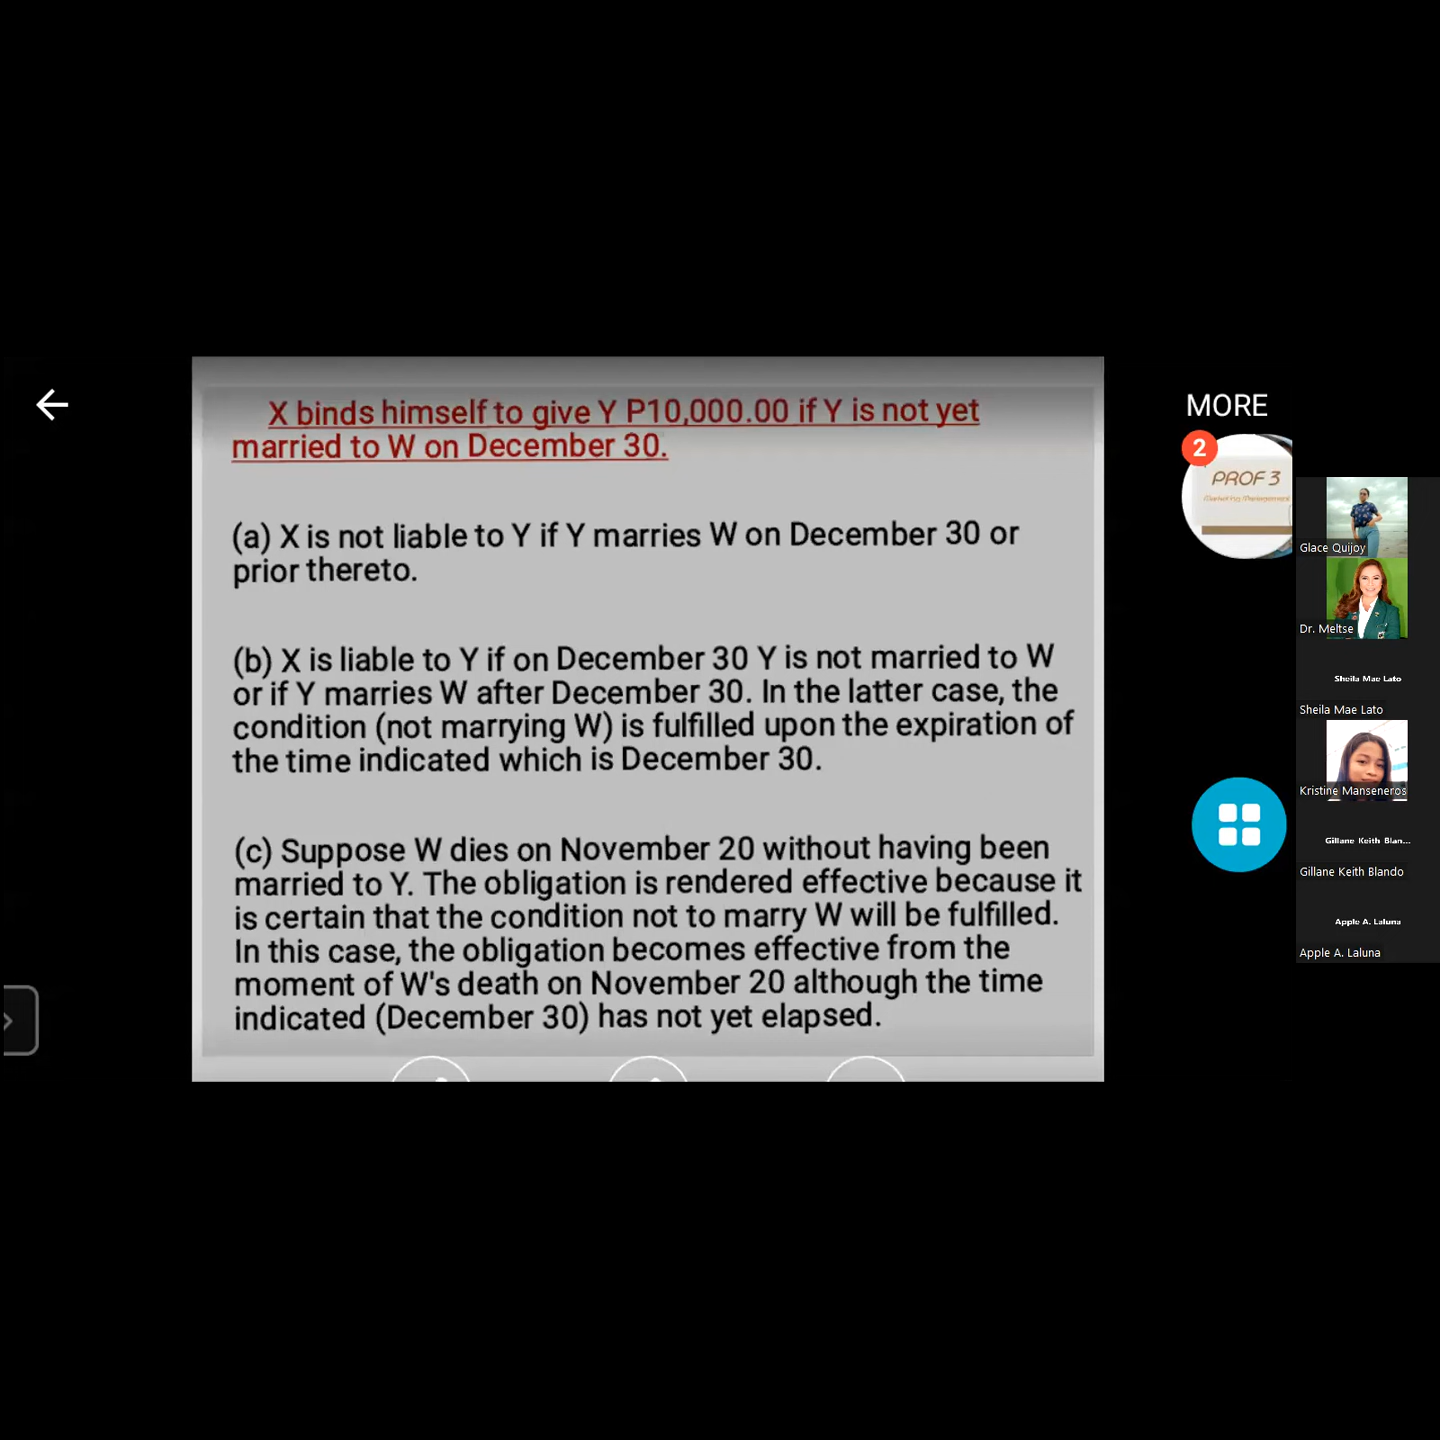 X binds himself to give Y P10,000.00 if Y is not yet
married to W on December 30.
(a) X is not liable to Y if Y marries W on December 30 or
prior thereto.
(b) X is liable to Y if on December 30 Y is not married to W
or if Y marries W after December 30. In the latter case, the
condition (not marrying W) is fulfilled upon the expiration of
the time indicated which is December 30.
(c) Suppose W dies on November 20 without having been
married to Y. The obligation is rendered effective because it
is certain that the condition not to marry W will be fulfilled.
In this case, the obligation becomes effective from the
moment of W's death on November 20 although the time
indicated (December 30) has not yet elapsed.
MORE
2
PROF 3
Marketing Management
Glace Quijoy
Dr. Meltse
Sheila Mae Lato
Sheila Mae Lato
Kristine Manseneros
Gillane Keith Blan...
Gillane Keith Blando
Apple A. Laluna
Apple A. Laluna